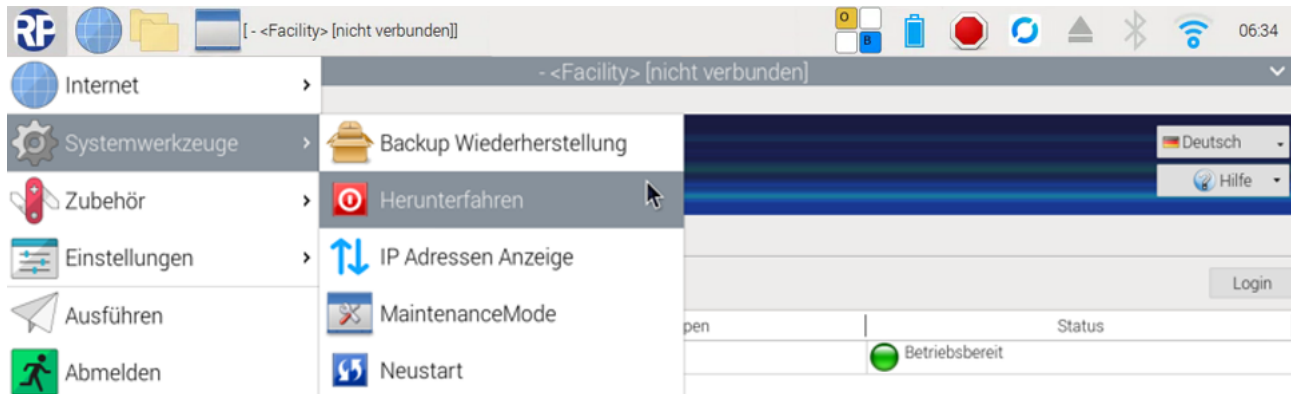 RP
[ - <Facility> [nicht verbunden]]
O
B
06:34
Internet
- <Facility> [nicht verbunden]
Systemwerkzeuge
Backup Wiederherstellung
Deutsch
Hilfe
Zubehör
Herunterfahren
Einstellungen
IP Adressen Anzeige
Login
Ausführen
MaintenanceMode
pen
Status
Betriebsbereit
Abmelden
Neustart